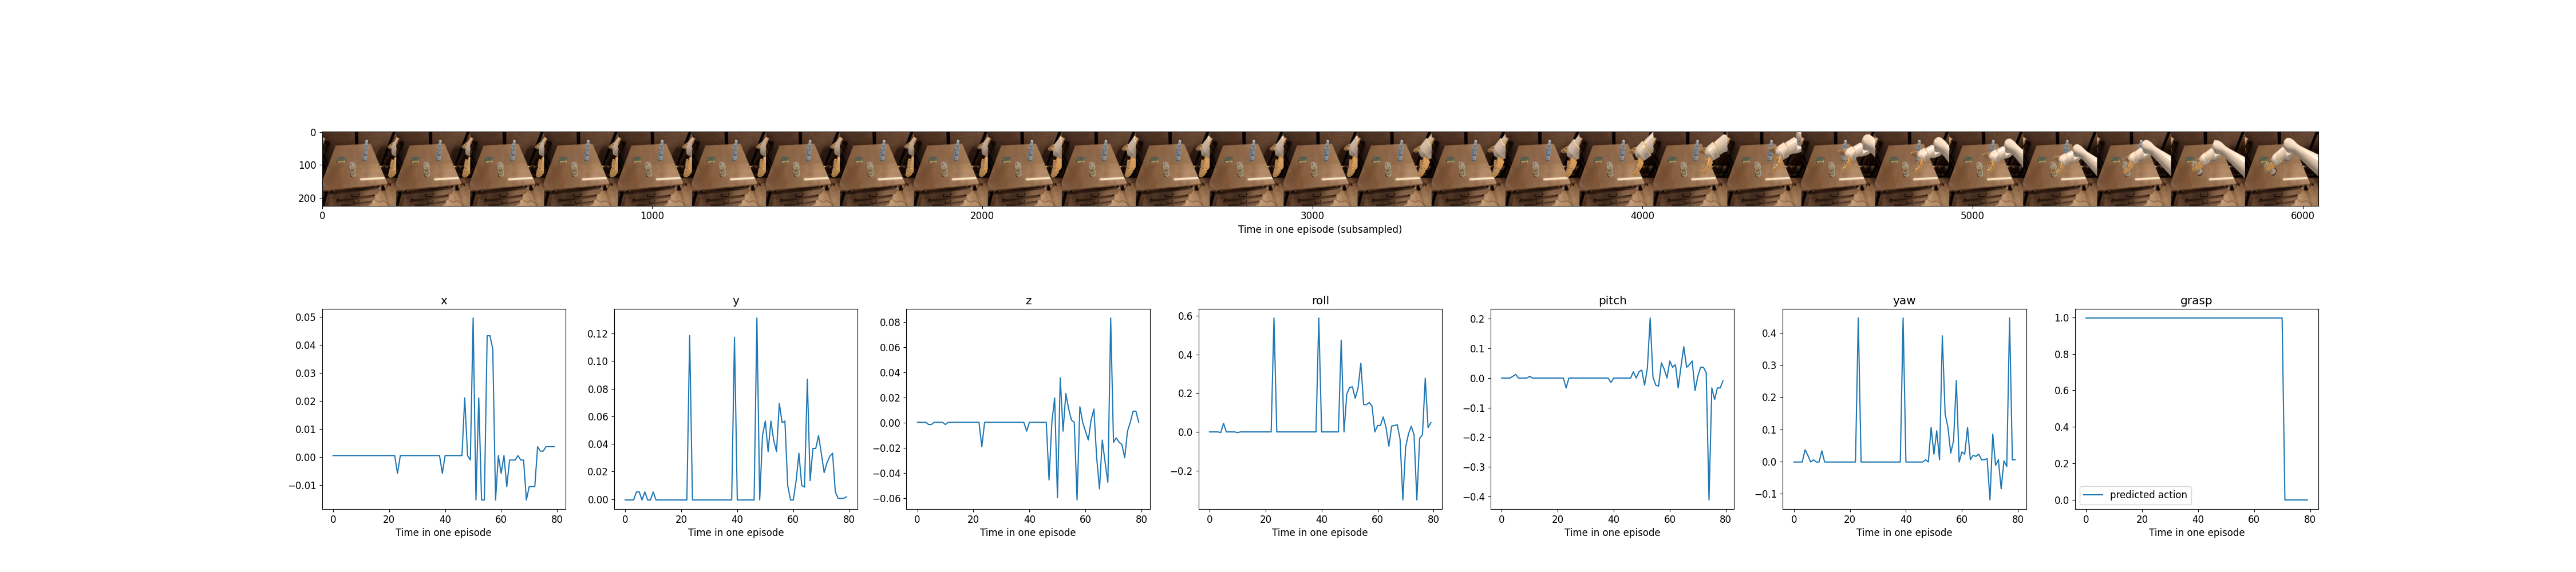 0
100
200
0 1000 2000 3000 4000 5000 6000
Time in one episode (subsampled)
x
0.05
0.04
0.03
0.02
0.01
0.00
−0.01
0 20 40 60 80
Time in one episode
y
0.12
0.10
0.08
0.06
0.04
0.02
0.00
0 20 40 60 80
Time in one episode
z
0.08
0.06
0.04
0.02
0.00
−0.02
−0.04
−0.06
0 20 40 60 80
Time in one episode
roll
0.6
0.4
0.2
0.0
−0.2
0 20 40 60 80
Time in one episode
pitch
0.2
0.1
0.0
−0.1
−0.2
−0.3
−0.4
0 20 40 60 80
Time in one episode
yaw
0.4
0.3
0.2
0.1
0.0
−0.1
0 20 40 60 80
Time in one episode
grasp
1.0
0.8
0.6
0.4
0.2
0.0
predicted action
0 20 40 60 80
Time in one episode